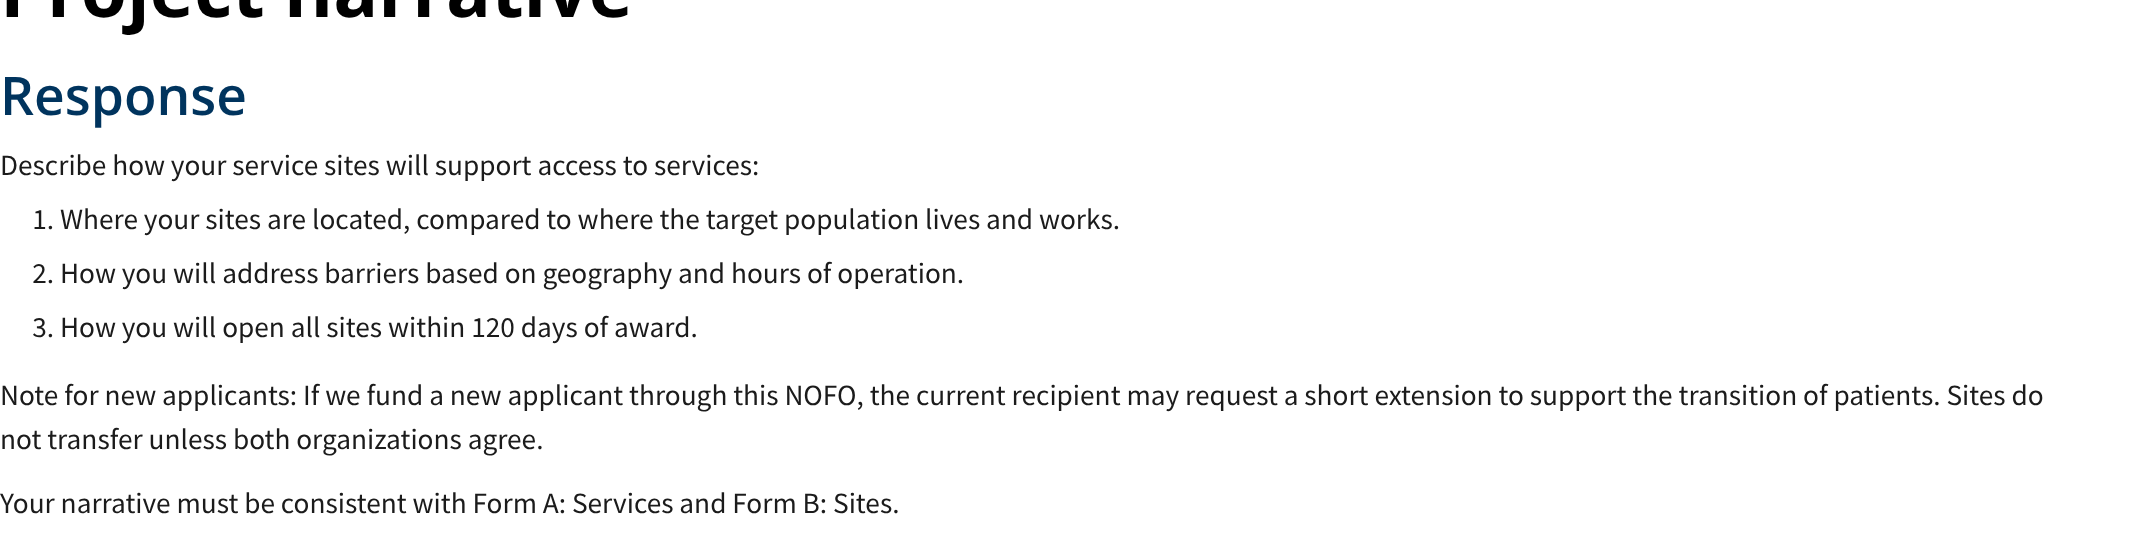 Project narrative
Response
Describe how your service sites will support access to services:
1. Where your sites are located, compared to where the target population lives and works.
2. How you will address barriers based on geography and hours of operation.
3. How you will open all sites within 120 days of award.
Note for new applicants: If we fund a new applicant through this NOFO, the current recipient may request a short extension to support the transition of patients. Sites do
not transfer unless both organizations agree.
Your narrative must be consistent with Form A: Services and Form B: Sites.